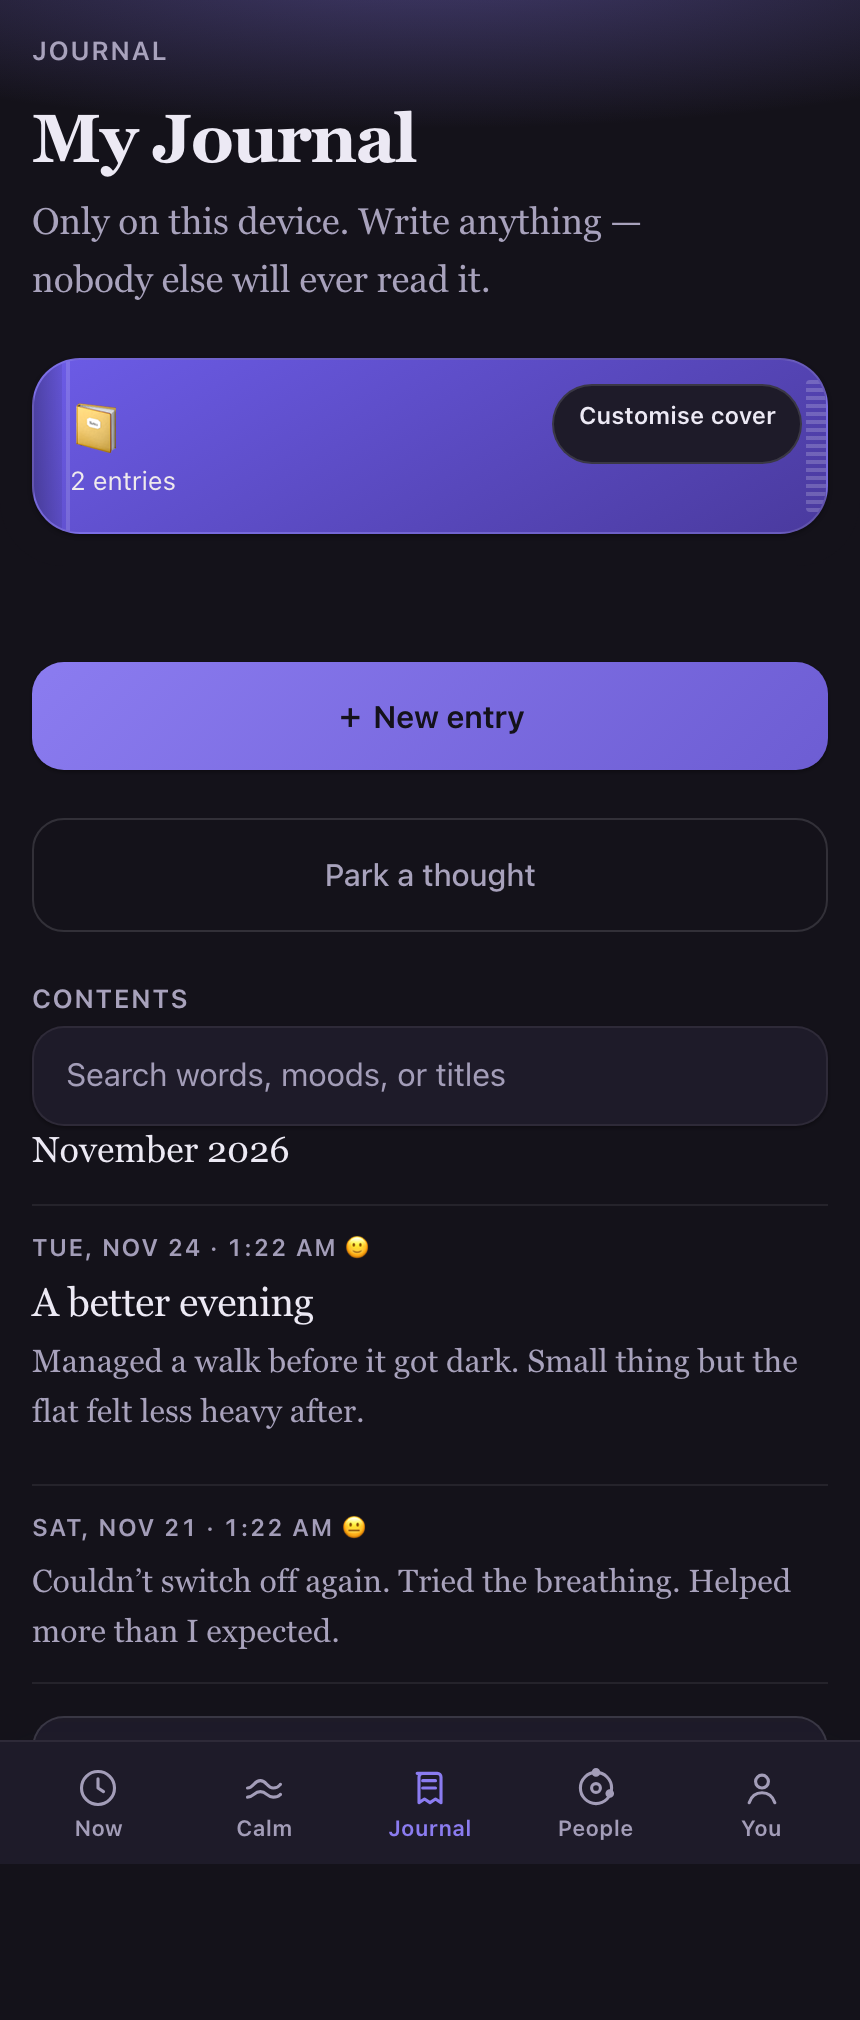 JOURNAL
My Journal
Only on this device. Write anything —
nobody else will ever read it.
Customise cover
2 entries
+ New entry
Park a thought
CONTENTS
Search words, moods, or titles
November 2026
TUE, NOV 24 · 1:22 AM 🙂
A better evening
Managed a walk before it got dark. Small thing but the
flat felt less heavy after.
SAT, NOV 21 · 1:22 AM 😐
Couldn’t switch off again. Tried the breathing. Helped
more than I expected.
Now
Calm
Journal
People
You